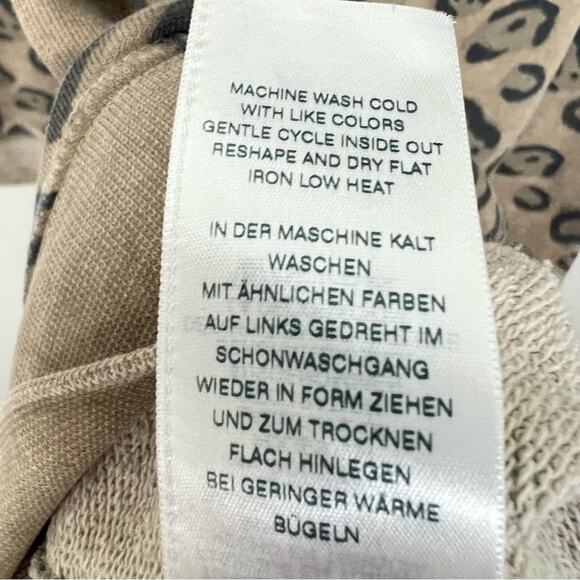 MACHINE WASH COLD
WITH LIKE COLORS
GENTLE CYCLE INSIDE OUT
RESHAPE AND DRY FLAT
IRON LOW HEAT
IN DER MASCHINE KALT
WASCHEN
MIT ÄHNLICHEN FARBEN
AUF LINKS GEDREHT IM
SCHONWASCHGANG
WIEDER IN FORM ZIEHEN
UND ZUM TROCKNEN
FLACH HINLEGEN
BEI GERINGER WÄRME
BÜGELN